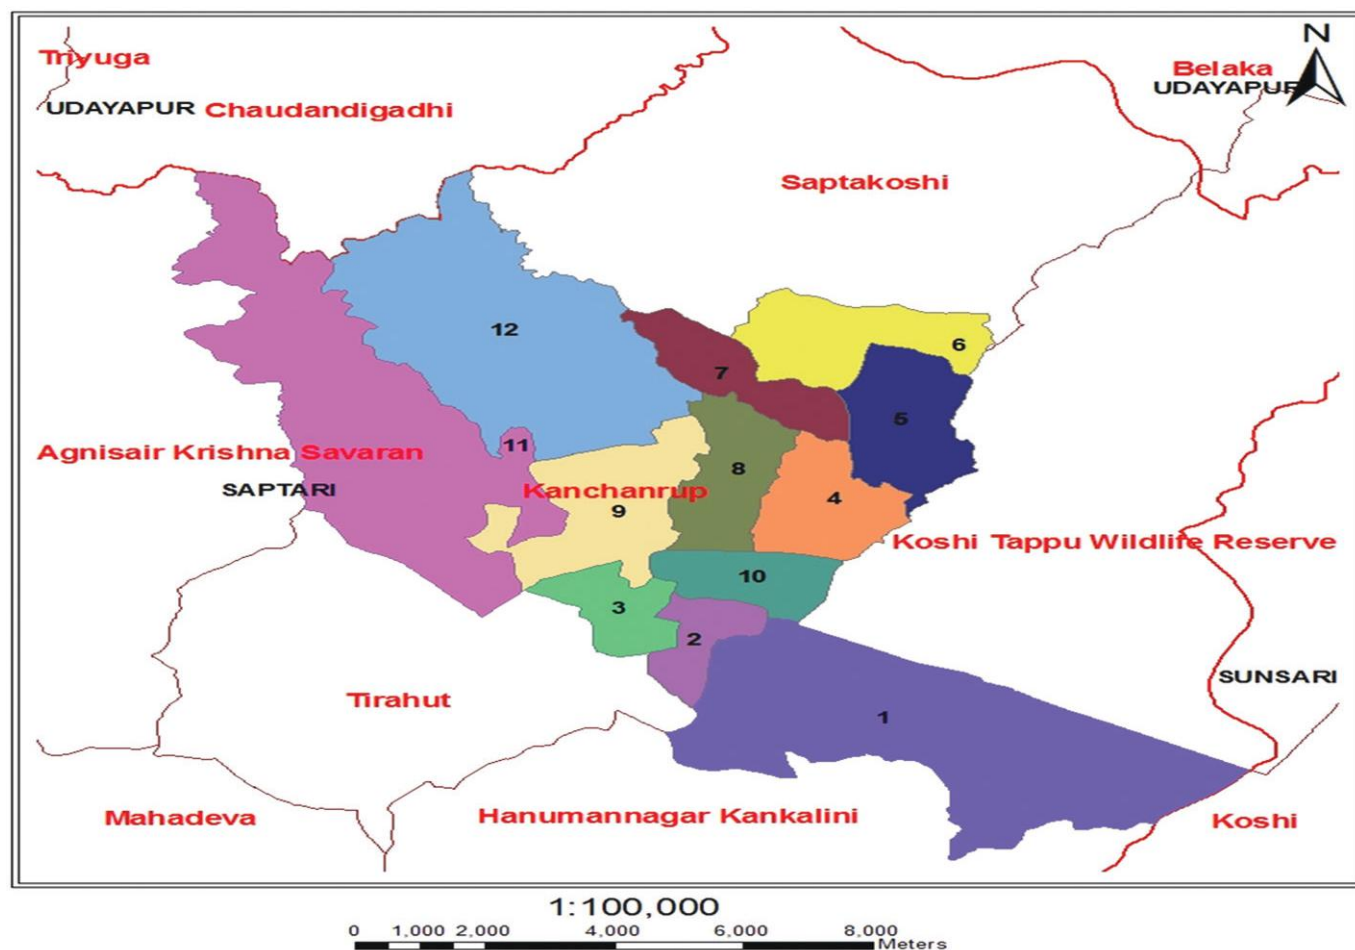 N
Triyuga
Belaka
UDAYAPUR
UDAYAPUR Chaudandigadhi
Saptakoshi
12
6
7
5
11
Agnisair Krishna Savaran
8
SAPTARI
Kanchanrup
4
9
Koshi Tappu Wildlife Reserve
10
3
2
SUNSARI
Tirahut
1
Mahadeva
Hanumannagar Kankalini
Koshi
1:100,000
0 1,000 2,000 4,000 6,000 8,000
Meters